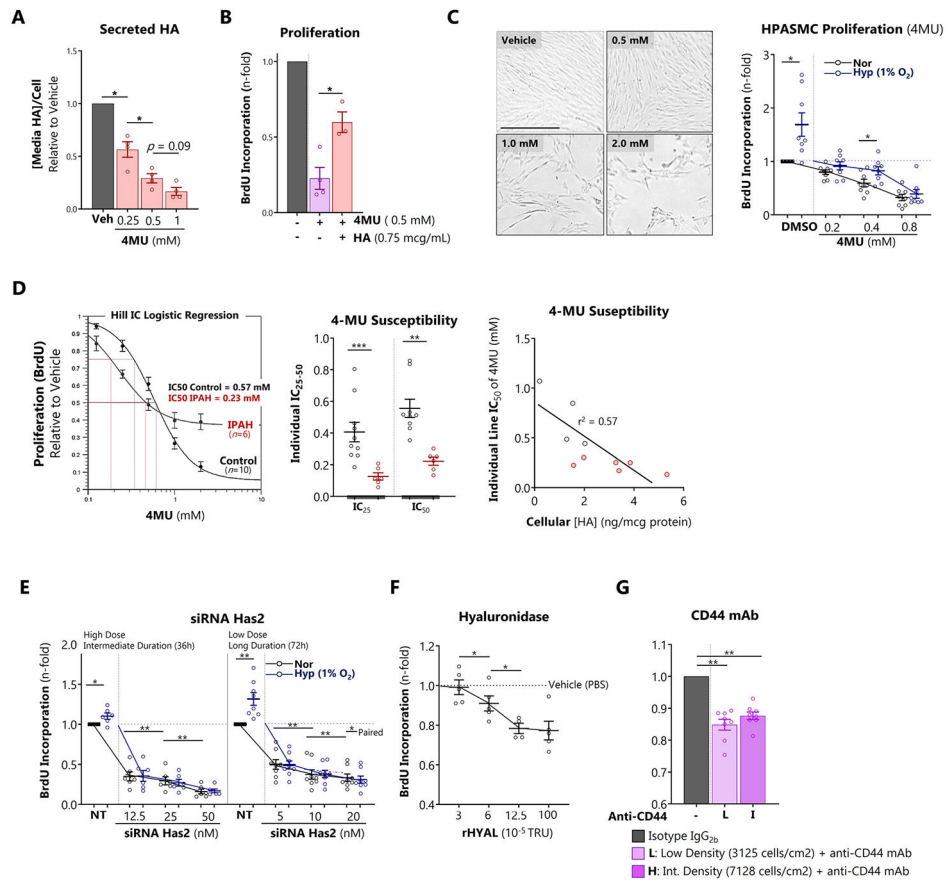 A
Secreted HA
[Media HA]/Cell
Relative to Vehicle
1.5
1.0
0.5
0.0
*
*
p = 0.09
Veh 0.25 0.5 1
4MU (mM)
B
Proliferation
BrdU Incorporation (n-fold)
1.0
0.5
0.0
*
- + + 4MU ( 0.5 mM)
- - + HA (0.75 mcg/mL)
C
Vehicle
0.5 mM
1.0 mM
2.0 mM
HPASMC Proliferation (4MU)
Nor
Hyp (1% O2)
BrdU Incorporation (n-fold)
3
2
1
0
*
*
DMSO 0.2 0.4 0.8
4MU (mM)
D
Hill IC Logistic Regression
Proliferation (BrdU)
Relative to Vehicle
1
0.9
0.8
0.7
0.6
0.5
0.4
0.3
0.2
0.1
0
IC50 Control = 0.57 mM
IC50 IPAH = 0.23 mM
IPAH
(n=6)
Control
(n=10)
0.1 1 10
4MU (mM)
4-MU Susceptibility
Individual IC25-50
1.0
0.8
0.6
0.4
0.2
0.0
***
**
IC25 IC50
4-MU Suseptibility
Individual Line IC50 of 4MU (mM)
1.5
1.0
0.5
0.0
r2 = 0.57
0 2 4 6
Cellular [HA] (ng/mcg protein)
E
siRNA Has2
High Dose
Intermediate Duration (36h)
Low Dose
Long Duration (72h)
Nor
Hyp (1% O2)
BrdU Incorporation (n-fold)
2.0
1.5
1.0
0.5
0.0
*
**
**
**
**
**
*
Paired
NT 12.5 25 50
siRNA Has2 (nM)
NT 5 10 20
siRNA Has2 (nM)
F
Hyaluronidase
BrdU Incorporation (n-fold)
1.2
1.0
0.8
0.6
0.4
*
*
Vehicle (PBS)
3 6 12.5 100
rHYAL (10-5 TRU)
G
CD44 mAb
BrdU Incorporation (n-fold)
1.1
1.0
0.9
0.8
0.7
0.6
**
**
Anti-CD44 - L I
Isotype IgG2b
L: Low Density (3125 cells/cm2) + anti-CD44 mAb
H: Int. Density (7128 cells/cm2) + anti-CD44 mAb